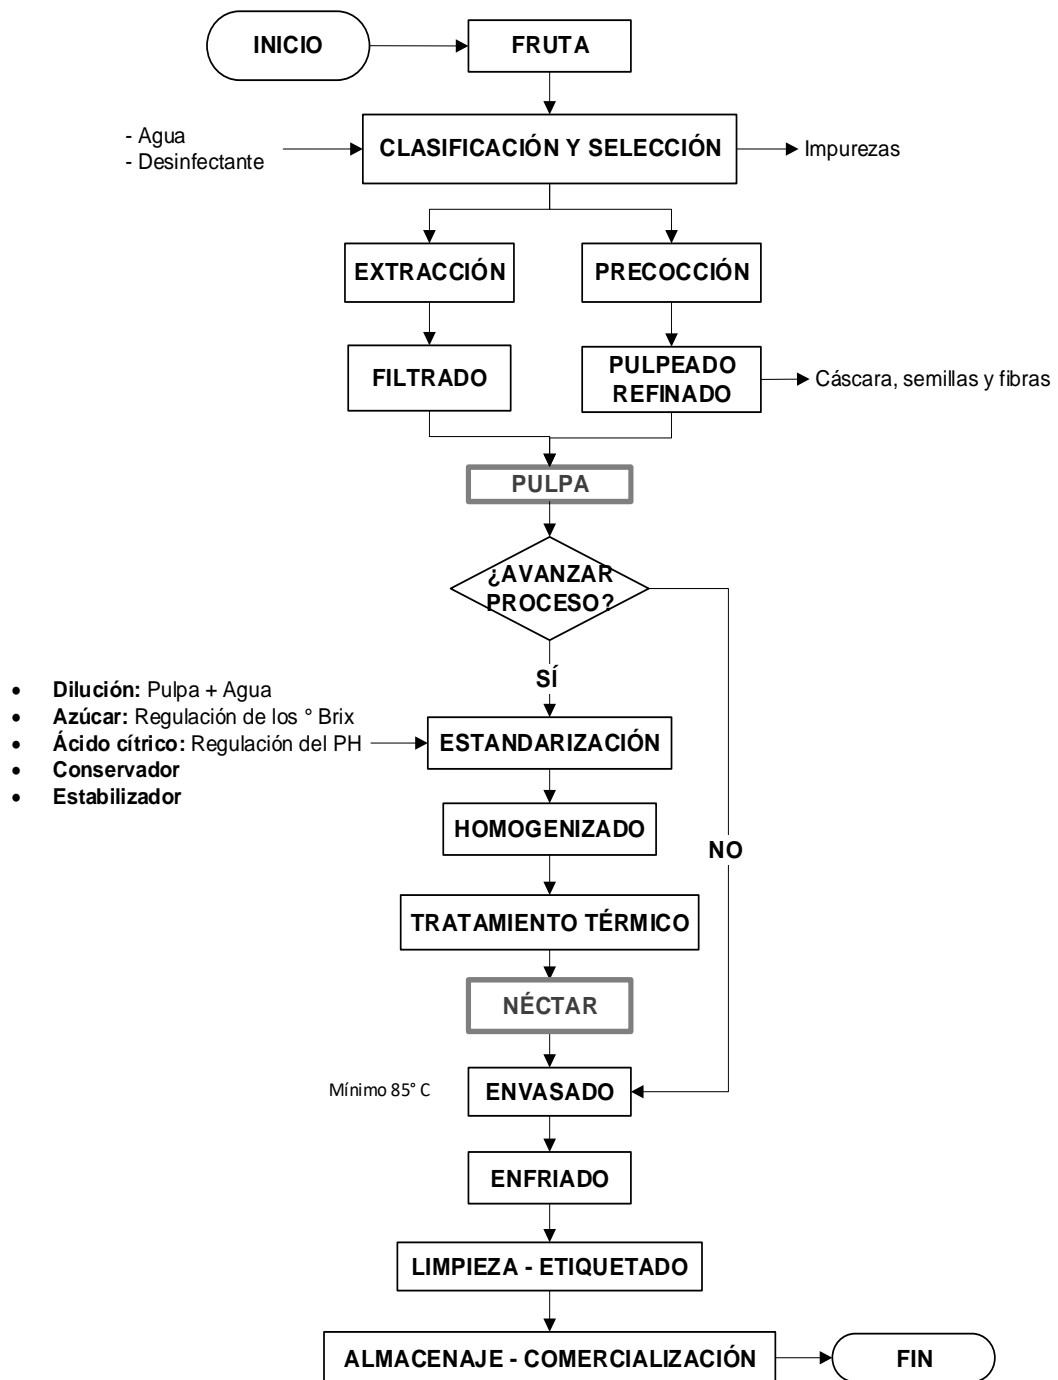 INICIO
FRUTA
- Agua
- Desinfectante
CLASIFICACIÓN Y SELECCIÓN
Impurezas
EXTRACCIÓN
PRECOCCIÓN
FILTRADO
PULPEADO
REFINADO
Cáscara, semillas y fibras
PULPA
¿AVANZAR
PROCESO?
SÍ
• Dilución: Pulpa + Agua
• Azúcar: Regulación de los ° Brix
• Ácido cítrico: Regulación del PH
• Conservador
• Estabilizador
ESTANDARIZACIÓN
HOMOGENIZADO
NO
TRATAMIENTO TÉRMICO
NÉCTAR
Mínimo 85° C
ENVASADO
ENFRIADO
LIMPIEZA - ETIQUETADO
ALMACENAJE - COMERCIALIZACIÓN
FIN